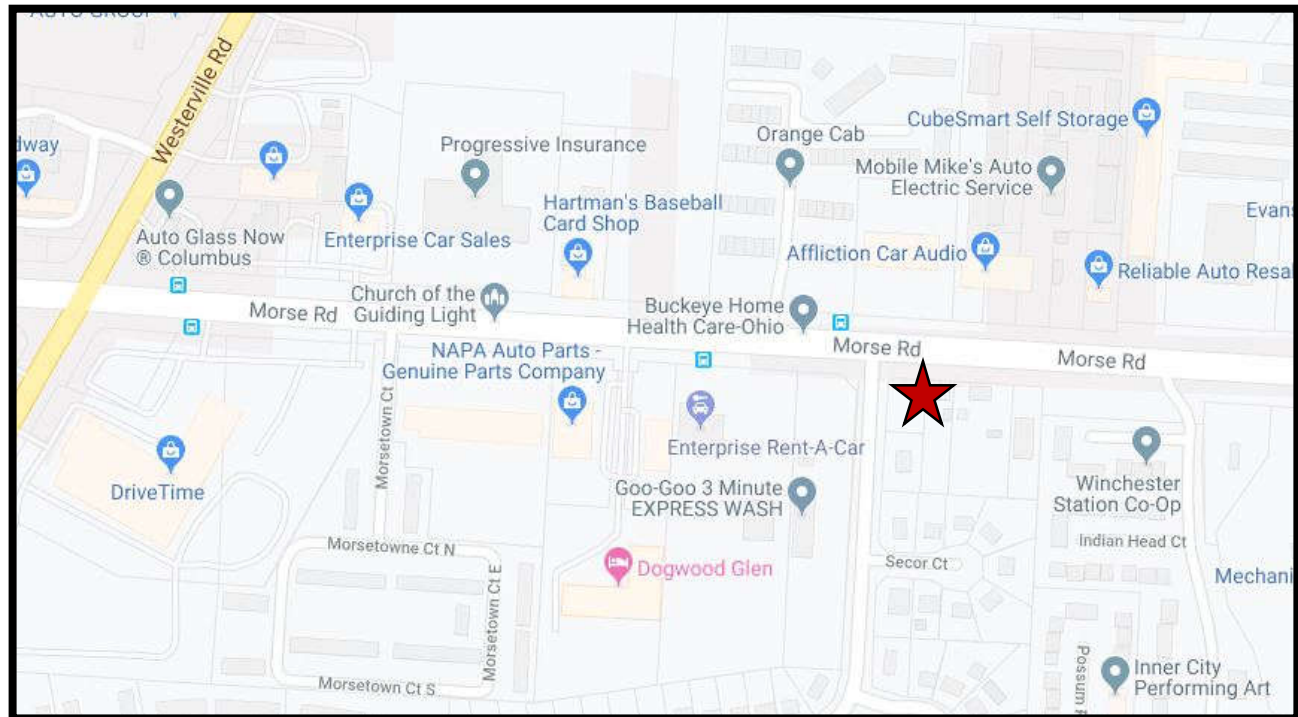 AUTO GROUP
Westerville Rd
dway
Progressive Insurance
Orange Cab
CubeSmart Self Storage
Mobile Mike's Auto
Electric Service
Hartman's Baseball
Card Shop
Evans
Auto Glass Now
® Columbus
Enterprise Car Sales
Affliction Car Audio
Reliable Auto Resal
Church of the
Guiding Light
Morse Rd
Buckeye Home
Health Care-Ohio
Morse Rd
Morse Rd
NAPA Auto Parts -
Genuine Parts Company
Morsetown Ct
Enterprise Rent-A-Car
DriveTime
Goo-Goo 3 Minute
EXPRESS WASH
Winchester
Station Co-Op
Morsetowne Ct N
Indian Head Ct
Secor Ct
Dogwood Glen
Mechani
Morsetown Ct E
Morsetown Ct S
Possum
Inner City
Performing Art